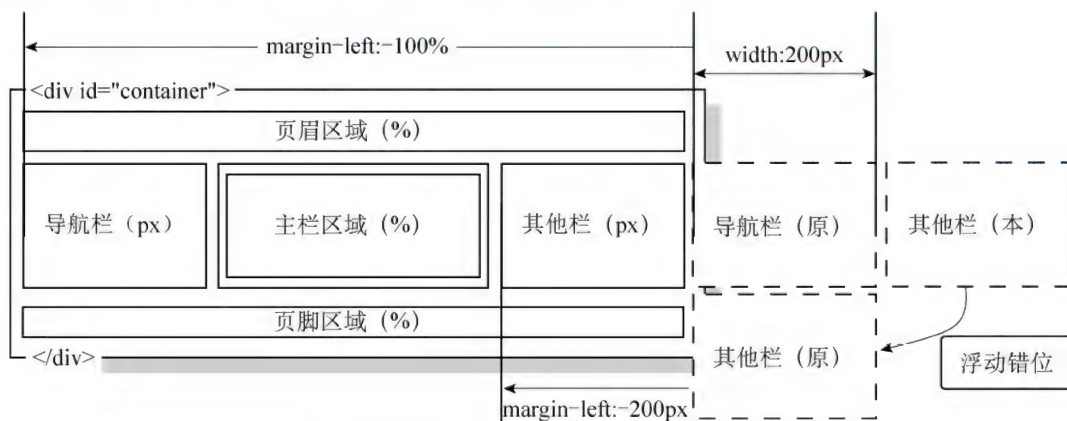 margin-left:-100%
width:200px
<div id="container">
页眉区域（%）
导航栏（px）
主栏区域（%）
其他栏（px）
导航栏（原）
其他栏（本）
页脚区域（%）
</div>
其他栏（原）
浮动错位
margin-left:-200px